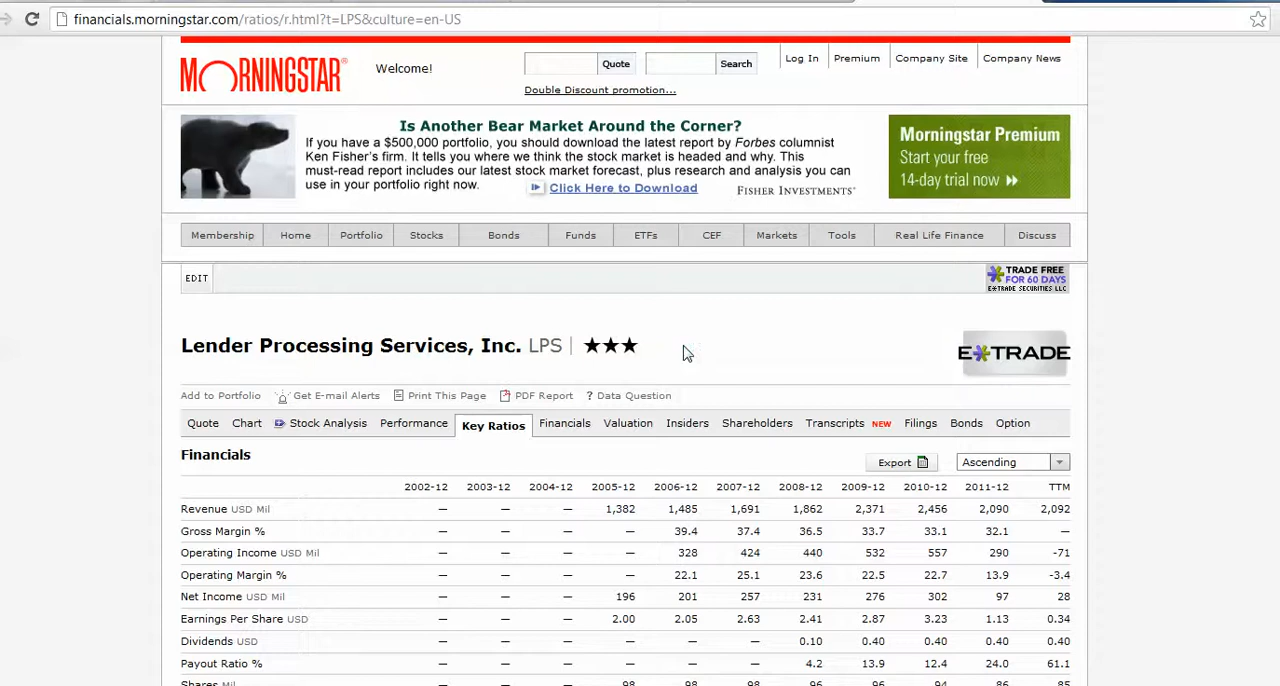 financials.morningstar.com/ratios/r.html?t=LPS&culture=en-US
MORNINGSTAR® Welcome! Quote Search Log In Premium Company Site Company News
Double Discount promotion...
Is Another Bear Market Around the Corner?
If you have a $500,000 portfolio, you should download the latest report by Forbes columnist
Ken Fisher's firm. It tells you where we think the stock market is headed and why. This
must-read report includes our latest stock market forecast, plus research and analysis you can
use in your portfolio right now. Click Here to Download FISHER INVESTMENTS®
Morningstar Premium
Start your free
14-day trial now
Membership Home Portfolio Stocks Bonds Funds ETFs CEF Markets Tools Real Life Finance Discuss
EDIT
TRADE FREE
FOR 60 DAYS
E*TRADE SECURITIES LLC
Lender Processing Services, Inc. LPS ★★★
E*TRADE
Add to Portfolio Get E-mail Alerts Print This Page PDF Report ? Data Question
Quote Chart Stock Analysis Performance Key Ratios Financials Valuation Insiders Shareholders Transcripts NEW Filings Bonds Option
Financials
Export Ascending
2002-12 2003-12 2004-12 2005-12 2006-12 2007-12 2008-12 2009-12 2010-12 2011-12 TTM
Revenue USD Mil — — — 1,382 1,485 1,691 1,862 2,371 2,456 2,090 2,092
Gross Margin % — — — — 39.4 37.4 36.5 33.7 33.1 32.1 —
Operating Income USD Mil — — — — 328 424 440 532 557 290 -71
Operating Margin % — — — — 22.1 25.1 23.6 22.5 22.7 13.9 -3.4
Net Income USD Mil — — — 196 201 257 231 276 302 97 28
Earnings Per Share USD — — — 2.00 2.05 2.63 2.41 2.87 3.23 1.13 0.34
Dividends USD — — — — — — 0.10 0.40 0.40 0.40 0.40
Payout Ratio % — — — — — — 4.2 13.9 12.4 24.0 61.1
Shares Mil — — — 98 98 98 96 96 94 86 85